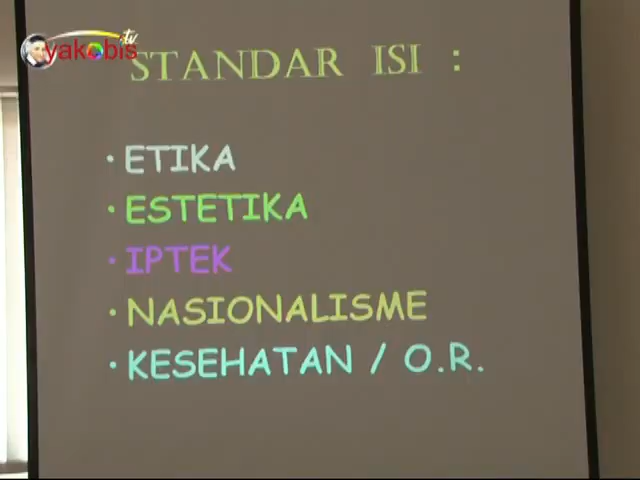 yakobis tv
STANDAR ISI :
• ETIKA
• ESTETIKA
• IPTEK
• NASIONALISME
• KESEHATAN / O.R.